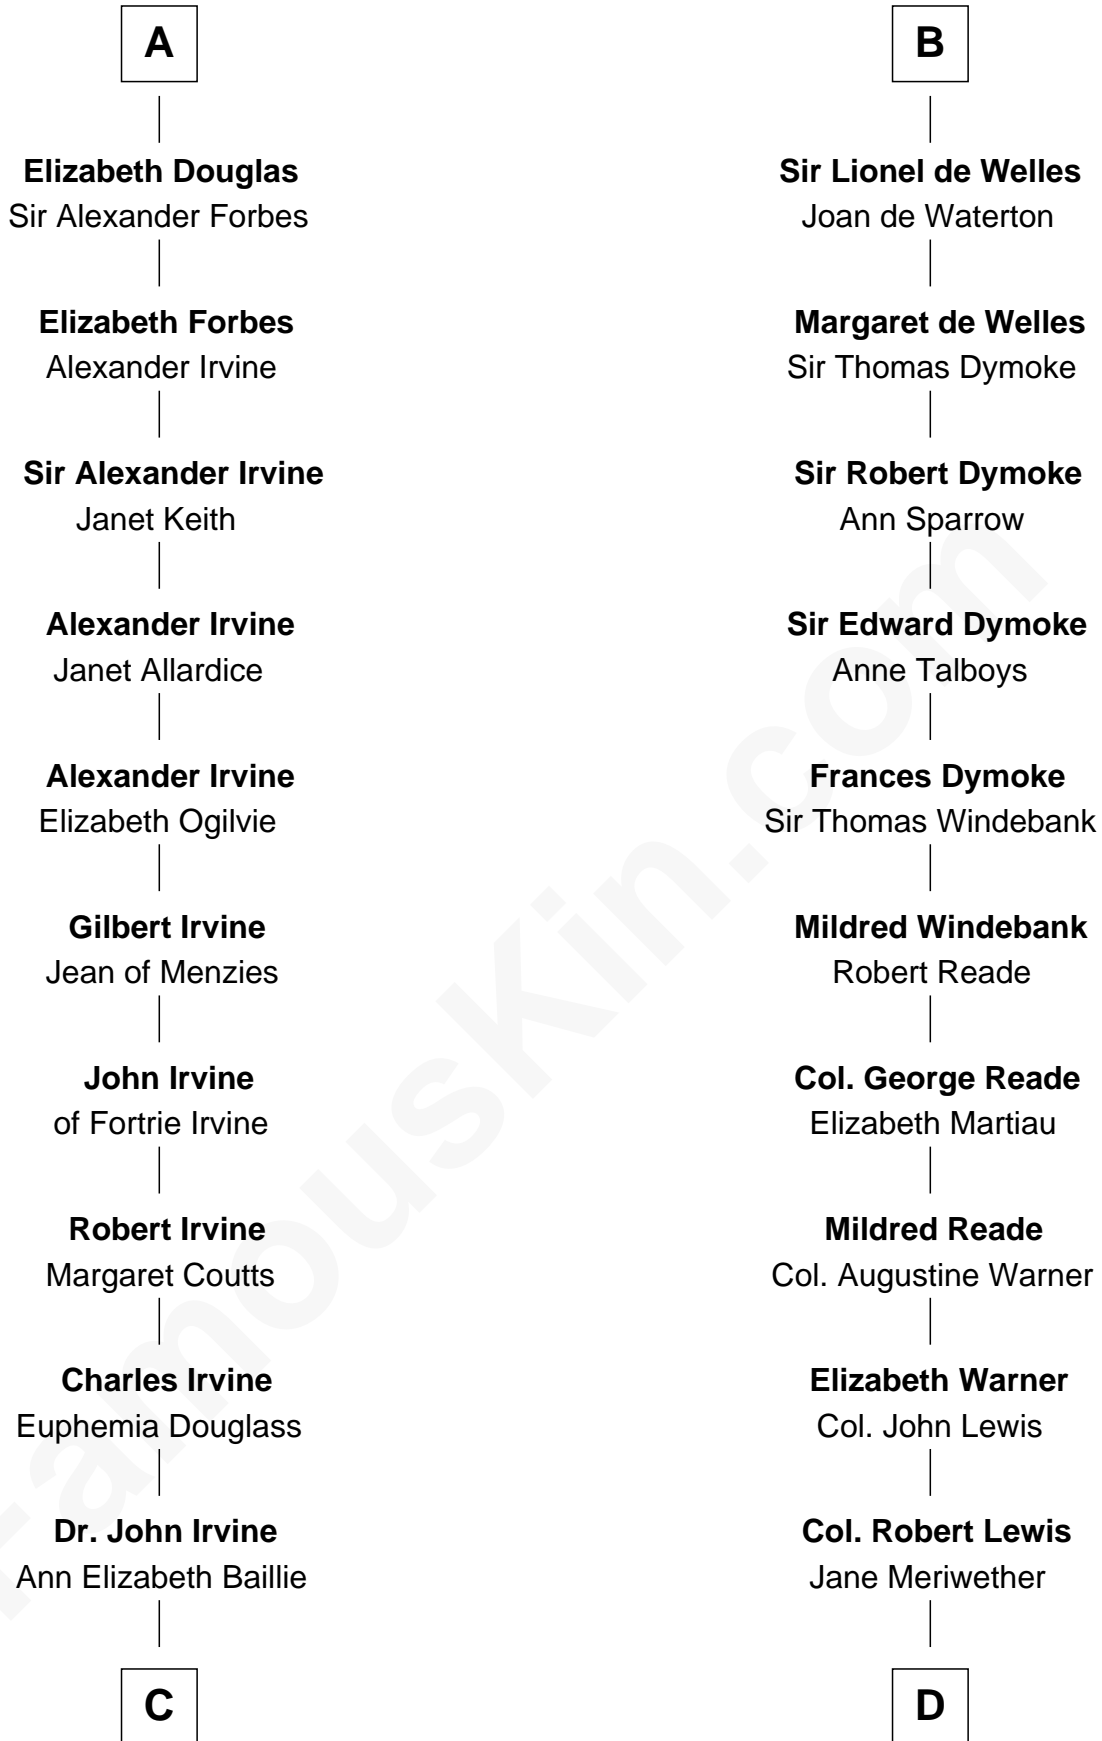 A
Elizabeth Douglas
Sir Alexander Forbes
Elizabeth Forbes
Alexander Irvine
Sir Alexander Irvine
Janet Keith
Alexander Irvine
Janet Allardice
Alexander Irvine
Elizabeth Ogilvie
Gilbert Irvine
Jean of Menzies
John Irvine
of Fortrie Irvine
Robert Irvine
Margaret Coutts
Charles Irvine
Euphemia Douglass
Dr. John Irvine
Ann Elizabeth Baillie
C
B
Sir Lionel de Welles
Joan de Waterton
Margaret de Welles
Sir Thomas Dymoke
Sir Robert Dymoke
Ann Sparrow
Sir Edward Dymoke
Anne Talboys
Frances Dymoke
Sir Thomas Windebank
Mildred Windebank
Robert Reade
Col. George Reade
Elizabeth Martiau
Mildred Reade
Col. Augustine Warner
Elizabeth Warner
Col. John Lewis
Col. Robert Lewis
Jane Meriwether
D
FamousKin.com